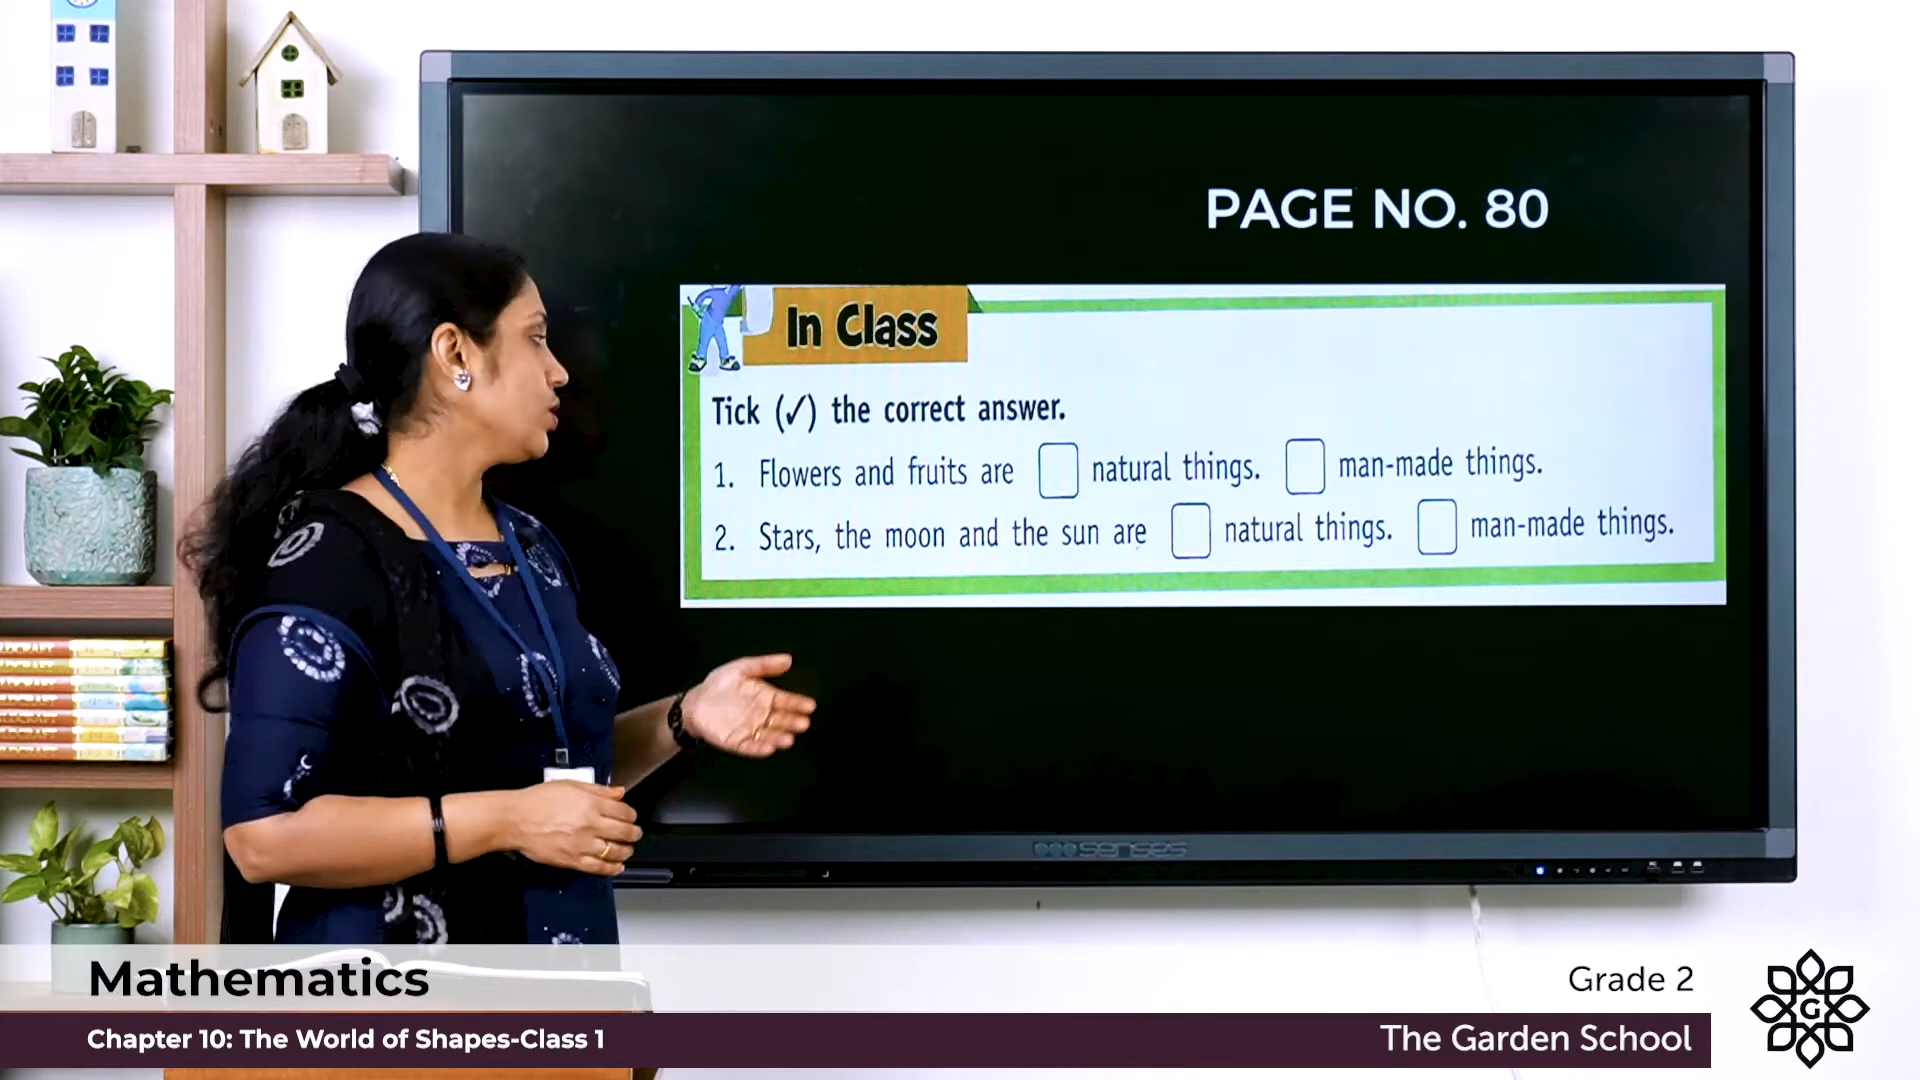 PAGE NO. 80
In Class
Tick (✓) the correct answer.
1. Flowers and fruits are natural things. man-made things.
2. Stars, the moon and the sun are natural things. man-made things.
senses
Mathematics
Grade 2
Chapter 10: The World of Shapes-Class 1
The Garden School
G